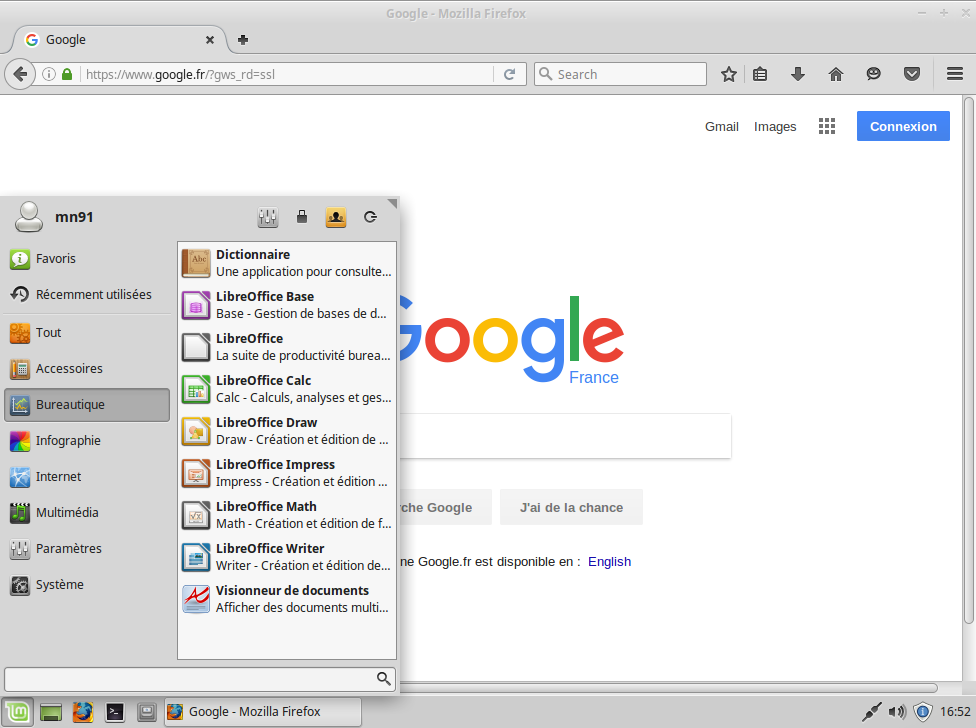 Google - Mozilla Firefox
Google
https://www.google.fr/?gws_rd=ssl
Search
Gmail Images Connexion
mn91
Favoris
Récemment utilisées
Tout
Accessoires
Bureautique
Infographie
Internet
Multimédia
Paramètres
Système
Dictionnaire
Une application pour consulte...
LibreOffice Base
Base - Gestion de bases de d...
LibreOffice
La suite de productivité burea...
LibreOffice Calc
Calc - Calculs, analyses et ges...
LibreOffice Draw
Draw - Création et édition de ...
LibreOffice Impress
Impress - Création et édition ...
LibreOffice Math
Math - Création et édition de f...
LibreOffice Writer
Writer - Création et édition de...
Visionneur de documents
Afficher des documents multi...
Google
France
rche Google J'ai de la chance
ne Google.fr est disponible en : English
Google - Mozilla Firefox
16:52